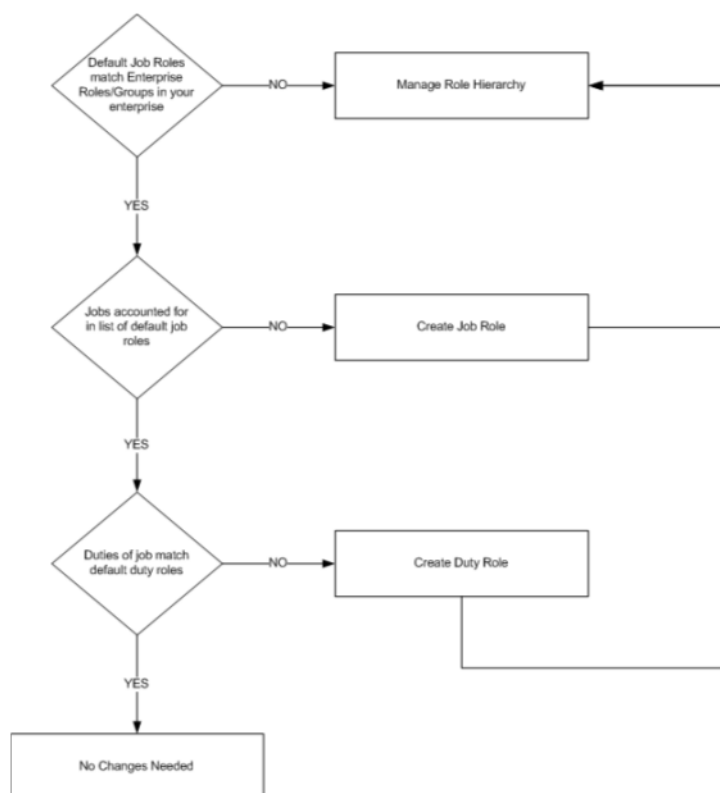 Default Job Roles
match Enterprise
Roles/Groups in your
enterprise
NO
Manage Role Hierarchy
YES
Jobs accounted for
in list of default job
roles
NO
Create Job Role
YES
Duties of job match
default duty roles
NO
Create Duty Role
YES
No Changes Needed